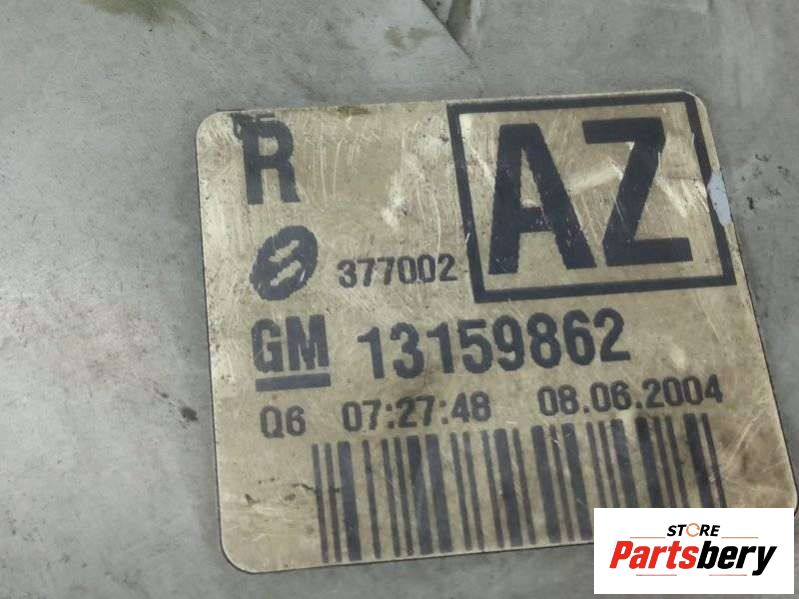 R
AZ
377002
GM 13159862
Q6 07:27:48 08.06.2004
STORE
Partsbery